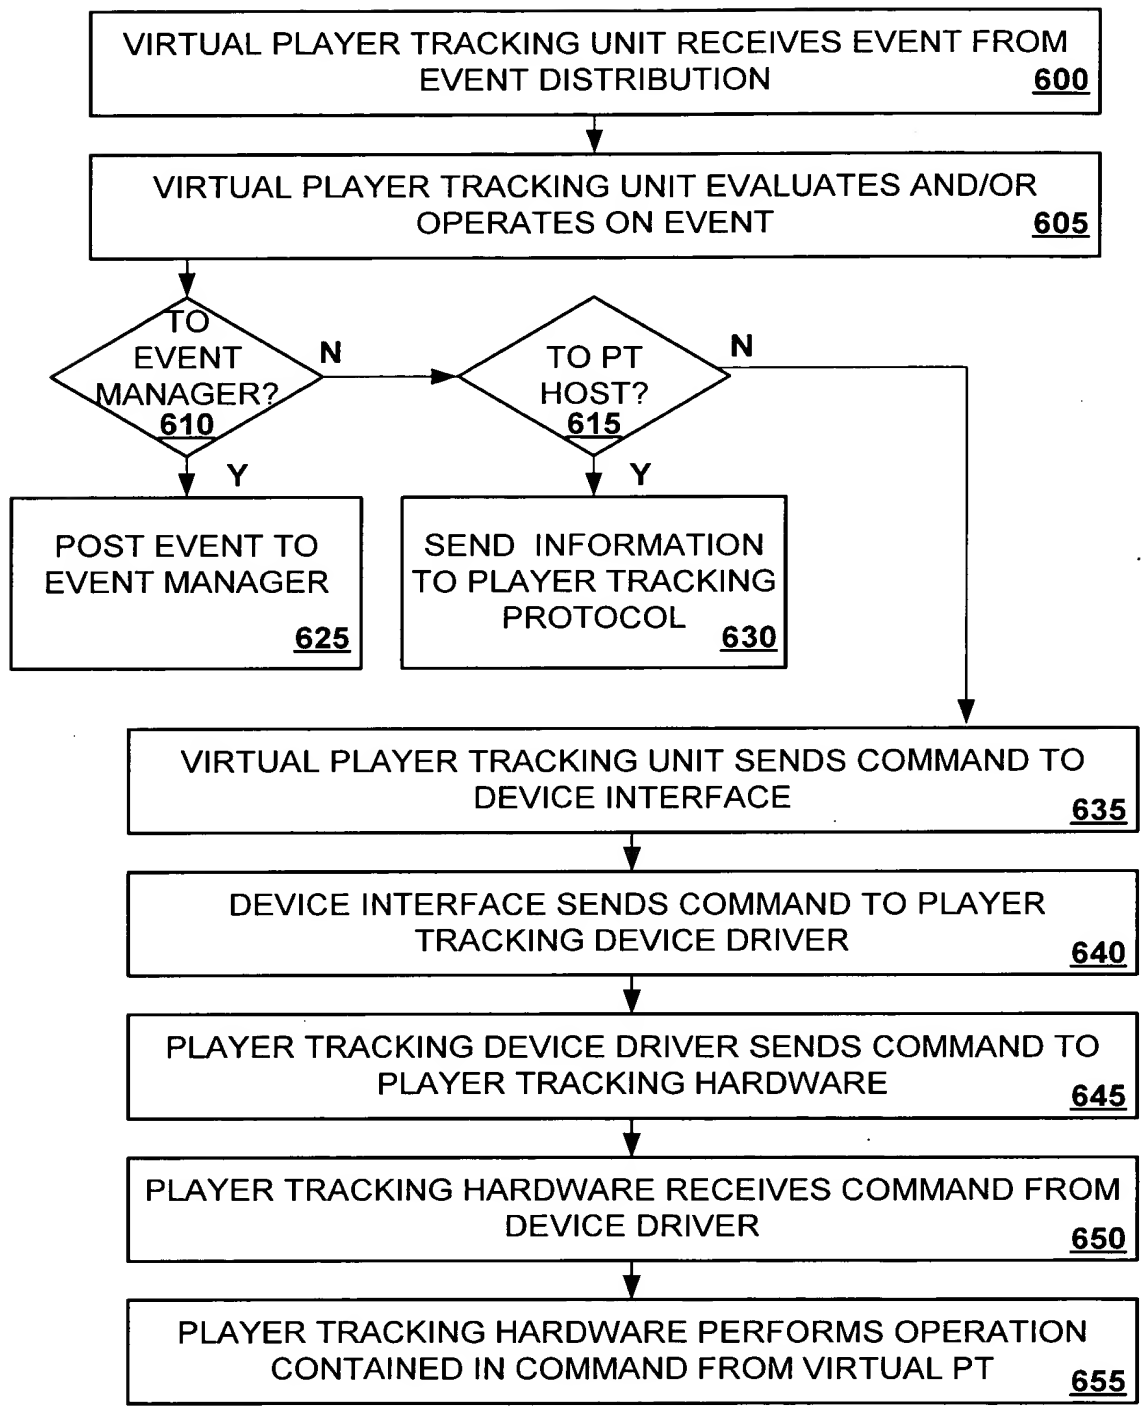 VIRTUAL PLAYER TRACKING UNIT RECEIVES EVENT FROM
EVENT DISTRIBUTION
600
VIRTUAL PLAYER TRACKING UNIT EVALUATES AND/OR
OPERATES ON EVENT
605
TO
EVENT
MANAGER?
610
N
Y
TO PT
HOST?
615
N
Y
POST EVENT TO
EVENT MANAGER
625
SEND INFORMATION
TO PLAYER TRACKING
PROTOCOL
630
VIRTUAL PLAYER TRACKING UNIT SENDS COMMAND TO
DEVICE INTERFACE
635
DEVICE INTERFACE SENDS COMMAND TO PLAYER
TRACKING DEVICE DRIVER
640
PLAYER TRACKING DEVICE DRIVER SENDS COMMAND TO
PLAYER TRACKING HARDWARE
645
PLAYER TRACKING HARDWARE RECEIVES COMMAND FROM
DEVICE DRIVER
650
PLAYER TRACKING HARDWARE PERFORMS OPERATION
CONTAINED IN COMMAND FROM VIRTUAL PT
655